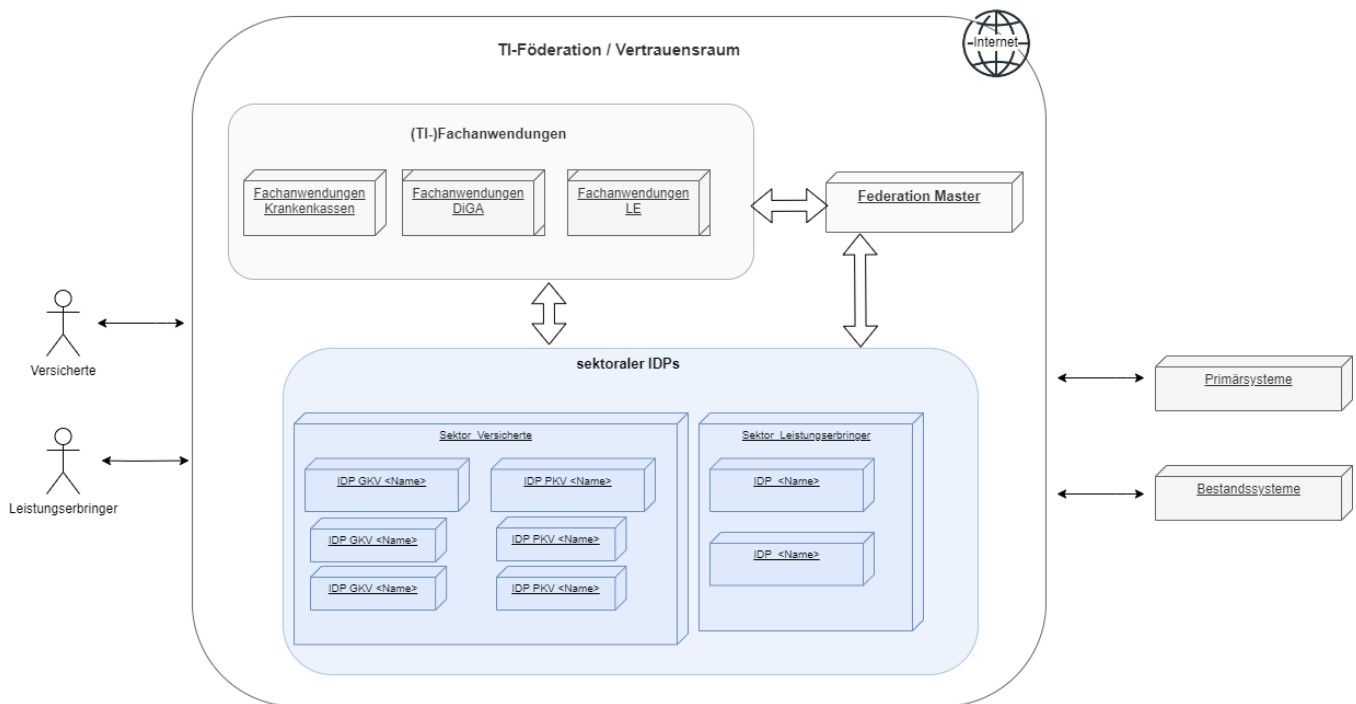 TI-Föderation / Vertrauensraum
Internet
(TI-)Fachanwendungen
Fachanwendungen
Krankenkassen
Fachanwendungen
DiGA
Fachanwendungen
LE
Federation Master
Versicherte
Leistungserbringer
sektoraler IDPs
Sektor_Versicherte
IDP GKV <Name>
IDP PKV <Name>
IDP GKV <Name>
IDP PKV <Name>
IDP GKV <Name>
IDP PKV <Name>
Sektor_Leistungserbringer
IDP_<Name>
IDP_<Name>
Primärsysteme
Bestandssysteme